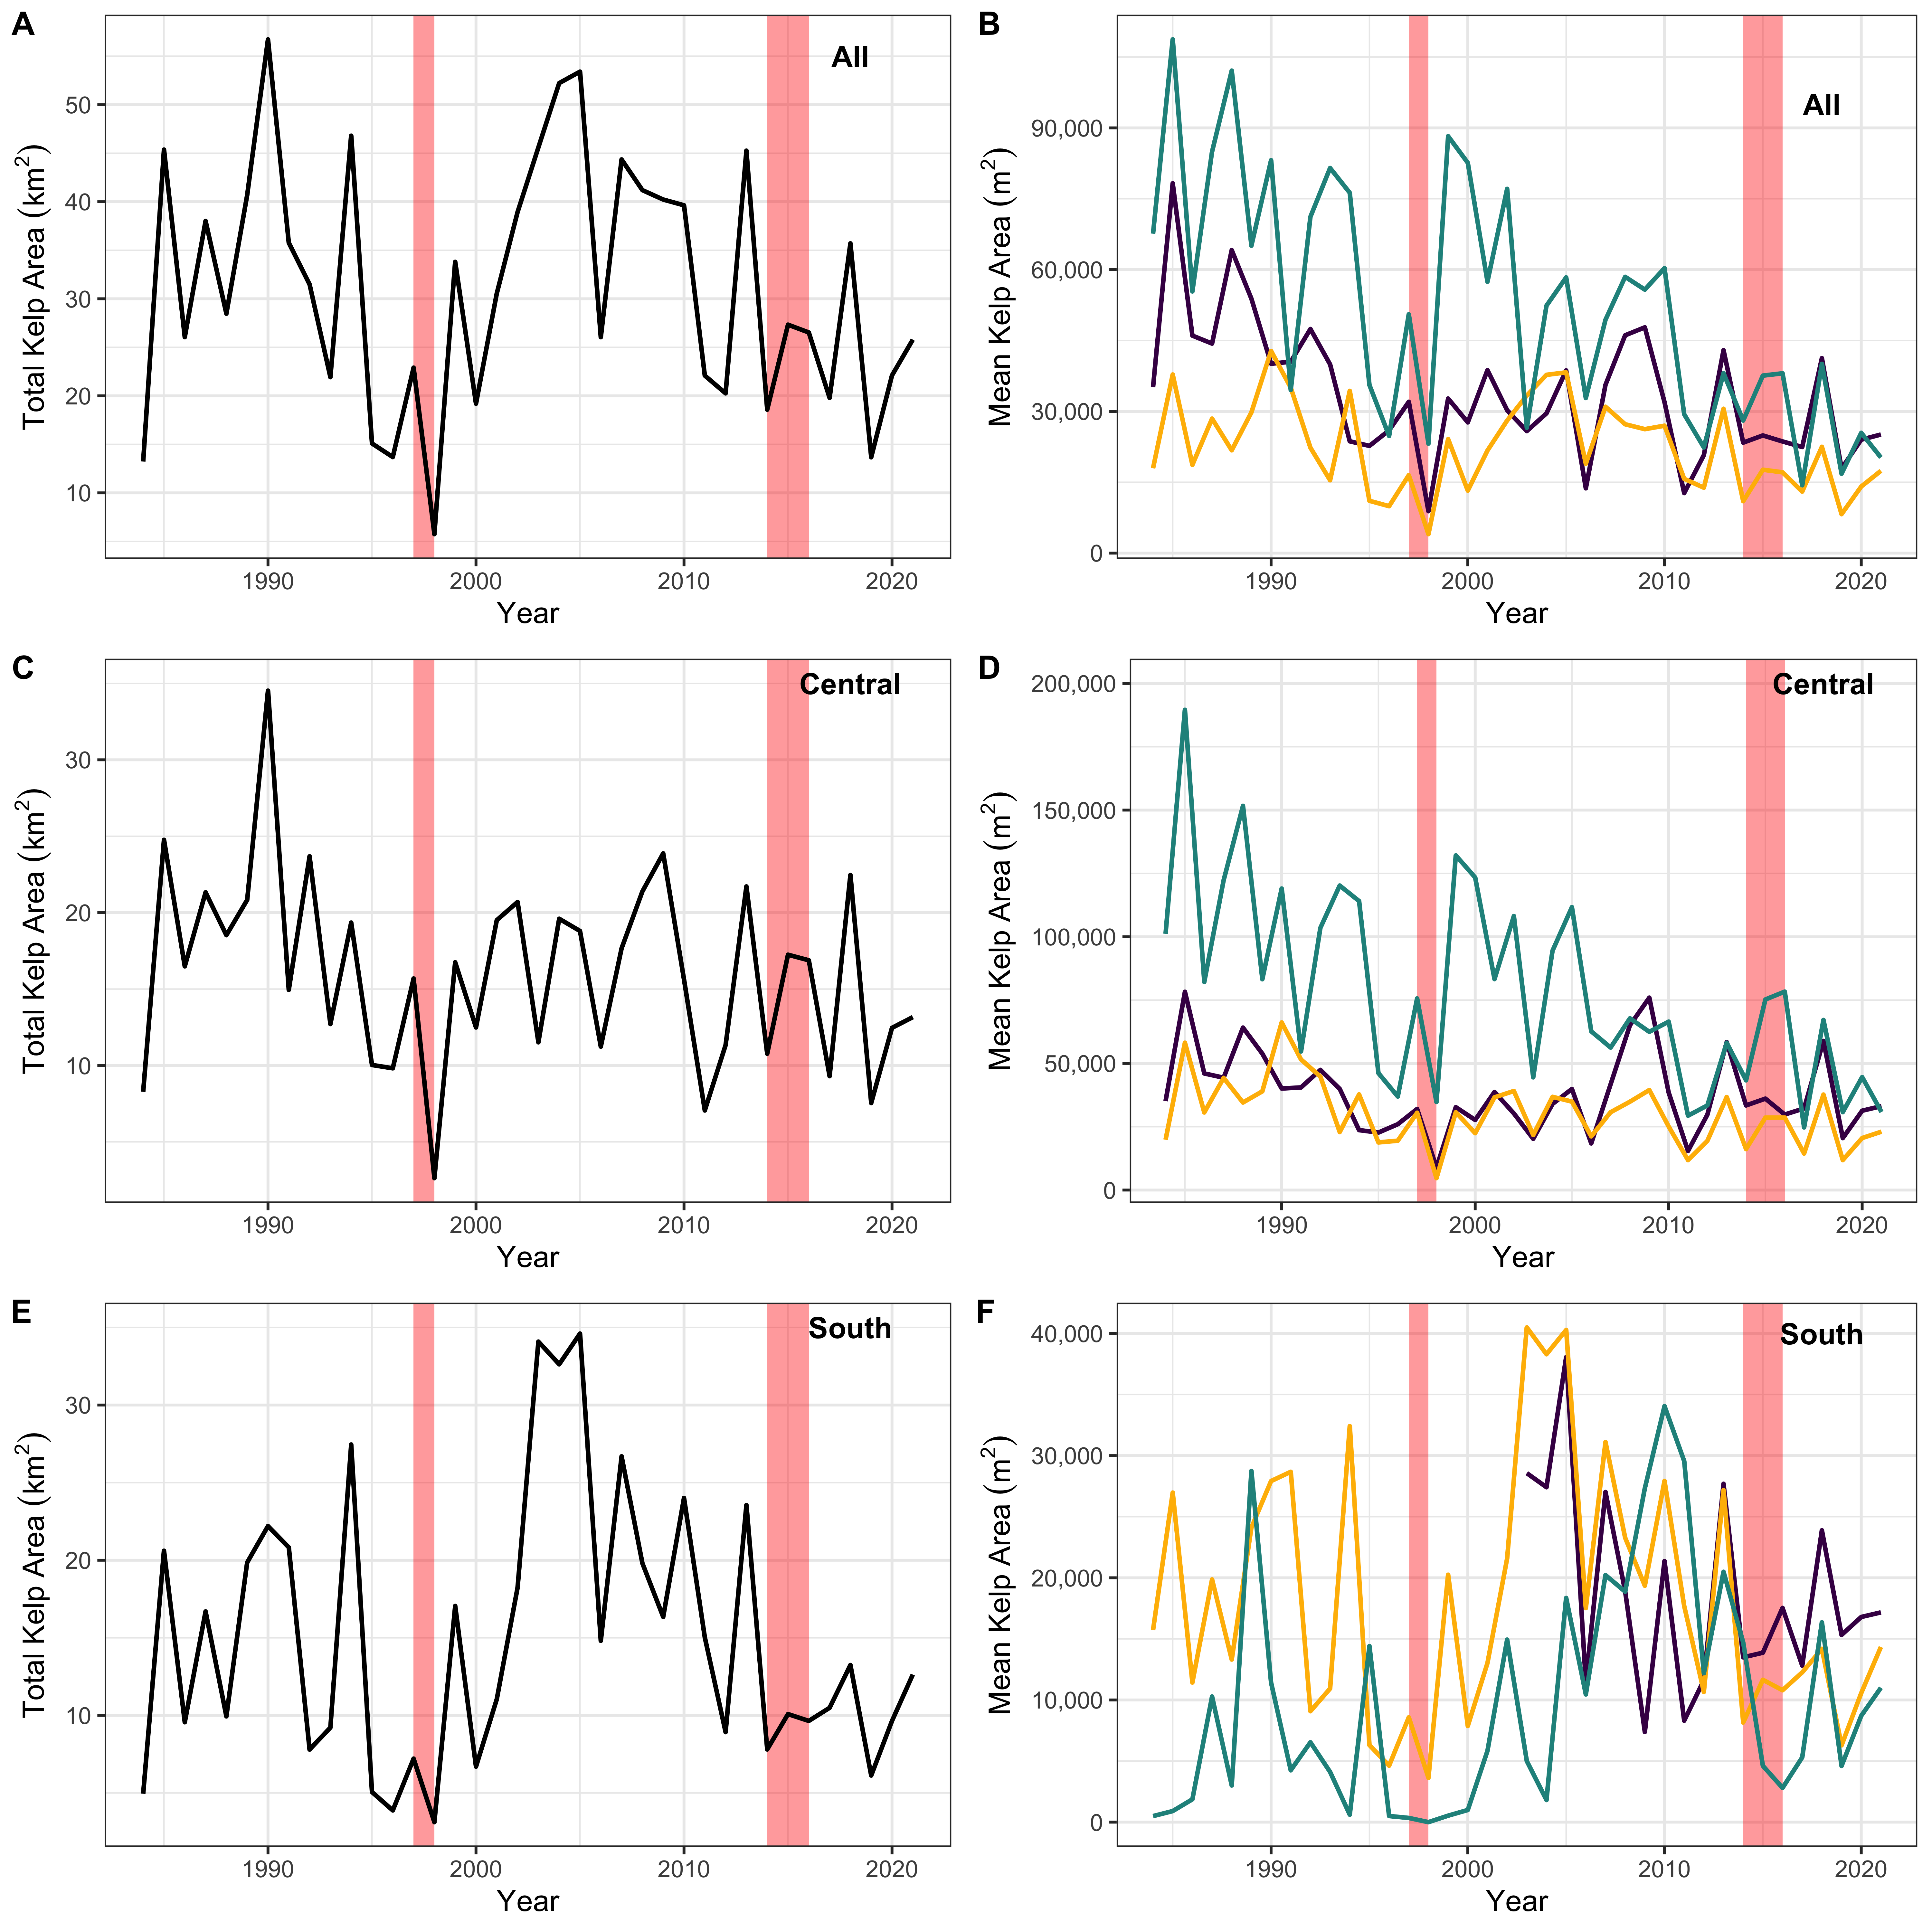 A
All
Total Kelp Area (km²)
50
40
30
20
10
1990 2000 2010 2020
Year
B
All
Mean Kelp Area (m²)
90,000
60,000
30,000
0
1990 2000 2010 2020
Year
C
Central
Total Kelp Area (km²)
30
20
10
1990 2000 2010 2020
Year
D
Central
Mean Kelp Area (m²)
200,000
150,000
100,000
50,000
0
1990 2000 2010 2020
Year
E
South
Total Kelp Area (km²)
30
20
10
1990 2000 2010 2020
Year
F
South
Mean Kelp Area (m²)
40,000
30,000
20,000
10,000
0
1990 2000 2010 2020
Year